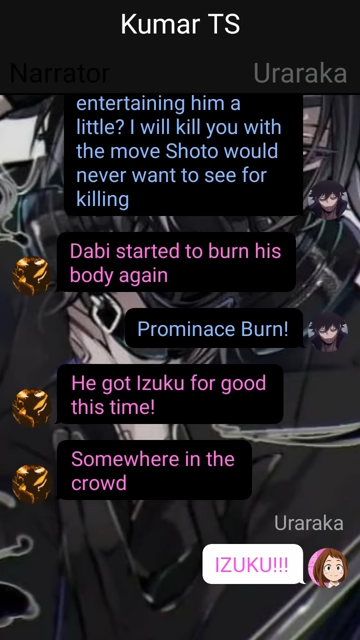 Kumar TS
Narrator
Uraraka
entertaining him a
little? I will kill you with
the move Shoto would
never want to see for
killing
Dabi started to burn his
body again
Prominace Burn!
He got Izuku for good
this time!
Somewhere in the
crowd
Uraraka
IZUKU!!!